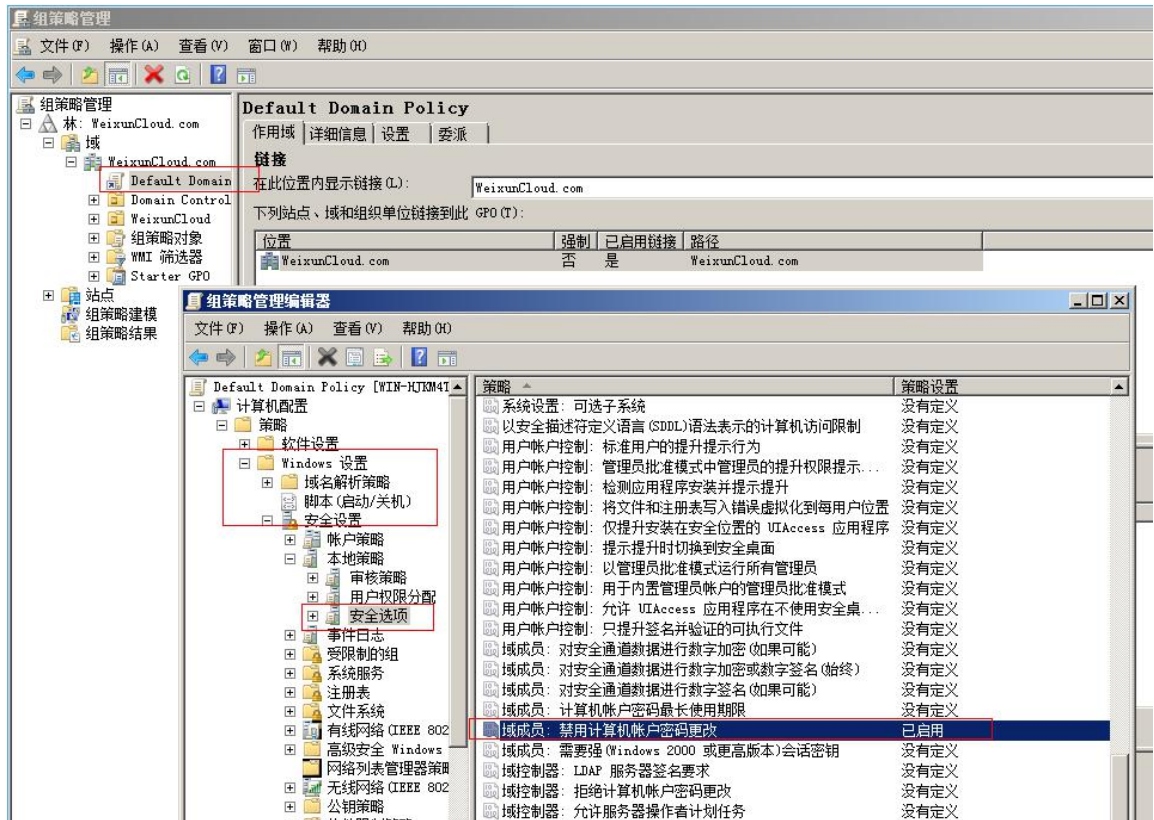 组策略管理
文件(F) 操作(A) 查看(V) 窗口(W) 帮助(H)
组策略管理
林: WeixunCloud.com
域
WeixunCloud.com
Default Domain
Domain Control
WeixunCloud
组策略对象
WMI 筛选器
Starter GPO
站点
组策略建模
组策略结果
Default Domain Policy
作用域 详细信息 设置 委派
链接
在此位置内显示链接(L): WeixunCloud.com
下列站点、域和组织单位链接到此 GPO(T):
位置 强制 已启用链接 路径
WeixunCloud.com 否 是 WeixunCloud.com
组策略管理编辑器
文件(F) 操作(A) 查看(V) 帮助(H)
Default Domain Policy [WIN-HJKM4T
计算机配置
策略
软件设置
Windows 设置
域名解析策略
脚本(启动/关机)
安全设置
帐户策略
本地策略
审核策略
用户权限分配
安全选项
事件日志
受限制的组
系统服务
注册表
文件系统
有线网络(IEEE 802
高级安全 Windows
网络列表管理器策略
无线网络(IEEE 802
公钥策略
策略 策略设置
系统设置: 可选子系统 没有定义
以安全描述符定义语言(SDDL)语法表示的计算机访问限制 没有定义
用户帐户控制: 标准用户的提升提示行为 没有定义
用户帐户控制: 管理员批准模式中管理员的提升权限提示... 没有定义
用户帐户控制: 检测应用程序安装并提示提升 没有定义
用户帐户控制: 将文件和注册表写入错误虚拟化到每用户位置 没有定义
用户帐户控制: 仅提升安装在安全位置的 UIAccess 应用程序 没有定义
用户帐户控制: 提示提升时切换到安全桌面 没有定义
用户帐户控制: 以管理员批准模式运行所有管理员 没有定义
用户帐户控制: 用于内置管理员帐户的管理员批准模式 没有定义
用户帐户控制: 允许 UIAccess 应用程序在不使用安全桌... 没有定义
用户帐户控制: 只提升签名并验证的可执行文件 没有定义
域成员: 对安全通道数据进行数字加密(如果可能) 没有定义
域成员: 对安全通道数据进行数字加密或数字签名(始终) 没有定义
域成员: 对安全通道数据进行数字签名(如果可能) 没有定义
域成员: 计算机帐户密码最长使用期限 没有定义
域成员: 禁用计算机帐户密码更改 已启用
域成员: 需要强(Windows 2000 或更高版本)会话密钥 没有定义
域控制器: LDAP 服务器签名要求 没有定义
域控制器: 拒绝计算机帐户密码更改 没有定义
域控制器: 允许服务器操作者计划任务 没有定义